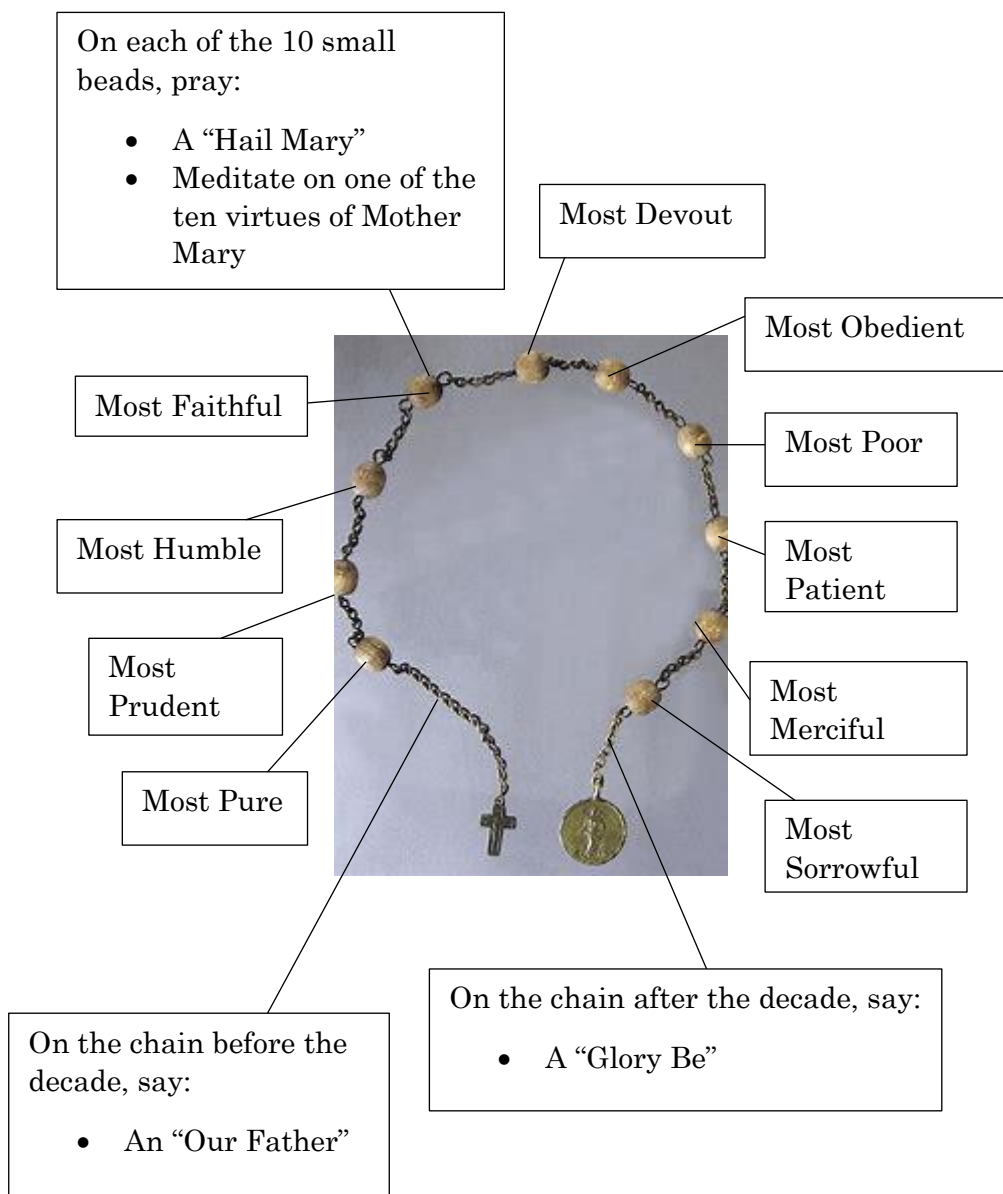 On each of the 10 small
beads, pray:
• A “Hail Mary”
• Meditate on one of the
ten virtues of Mother
Mary
Most Devout
Most Obedient
Most Faithful
Most Poor
Most Humble
Most
Patient
Most
Prudent
Most
Merciful
Most Pure
Most
Sorrowful
On the chain after the decade, say:
• A “Glory Be”
On the chain before the
decade, say:
• An “Our Father”